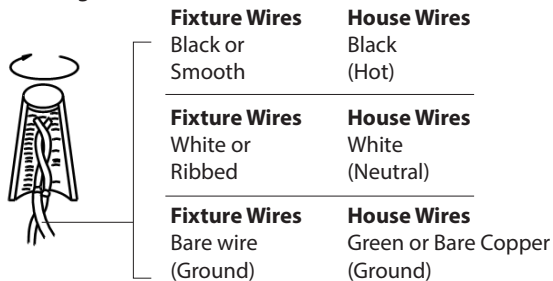 Fixture Wires House Wires
Black or Black
Smooth (Hot)
Fixture Wires House Wires
White or White
Ribbed (Neutral)
Fixture Wires House Wires
Bare wire Green or Bare Copper
(Ground) (Ground)